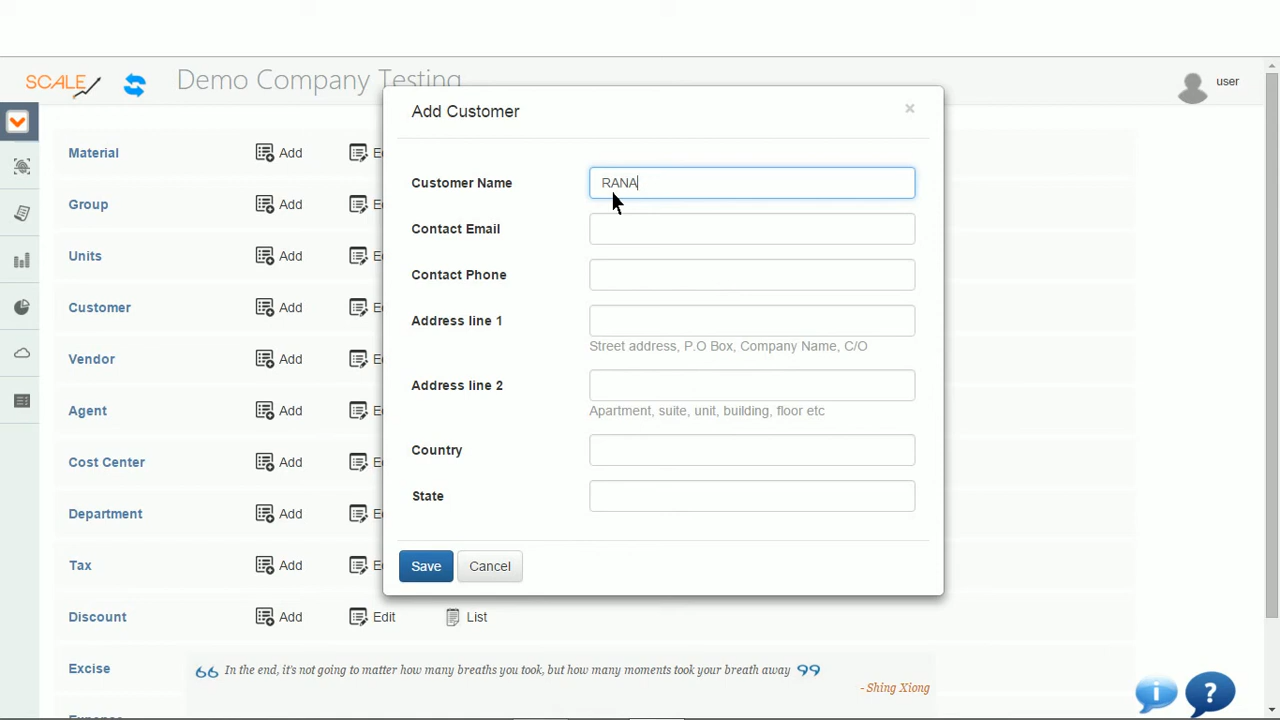 SCALE
Demo Company Testing
user
Add Customer
×
Customer Name
RANA
Contact Email
Contact Phone
Address line 1
Street address, P.O Box, Company Name, C/O
Address line 2
Apartment, suite, unit, building, floor etc
Country
State
Save
Cancel
Material
Add
Group
Add
Units
Add
Customer
Add
Vendor
Add
Agent
Add
Cost Center
Add
Department
Add
Tax
Add
Discount
Add
Edit
List
Excise
In the end, it's not going to matter how many breaths you took, but how many moments took your breath away
- Shing Xiong